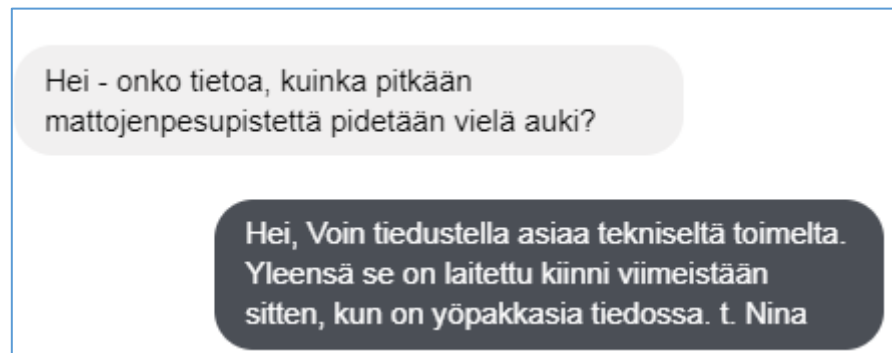 Hei - onko tietoa, kuinka pitkään
mattojenpesupistettä pidetään vielä auki?
Hei, Voin tiedustella asiaa tekniseltä toimelta.
Yleensä se on laitettu kiinni viimeistään
sitten, kun on yöpakkasia tiedossa. t. Nina